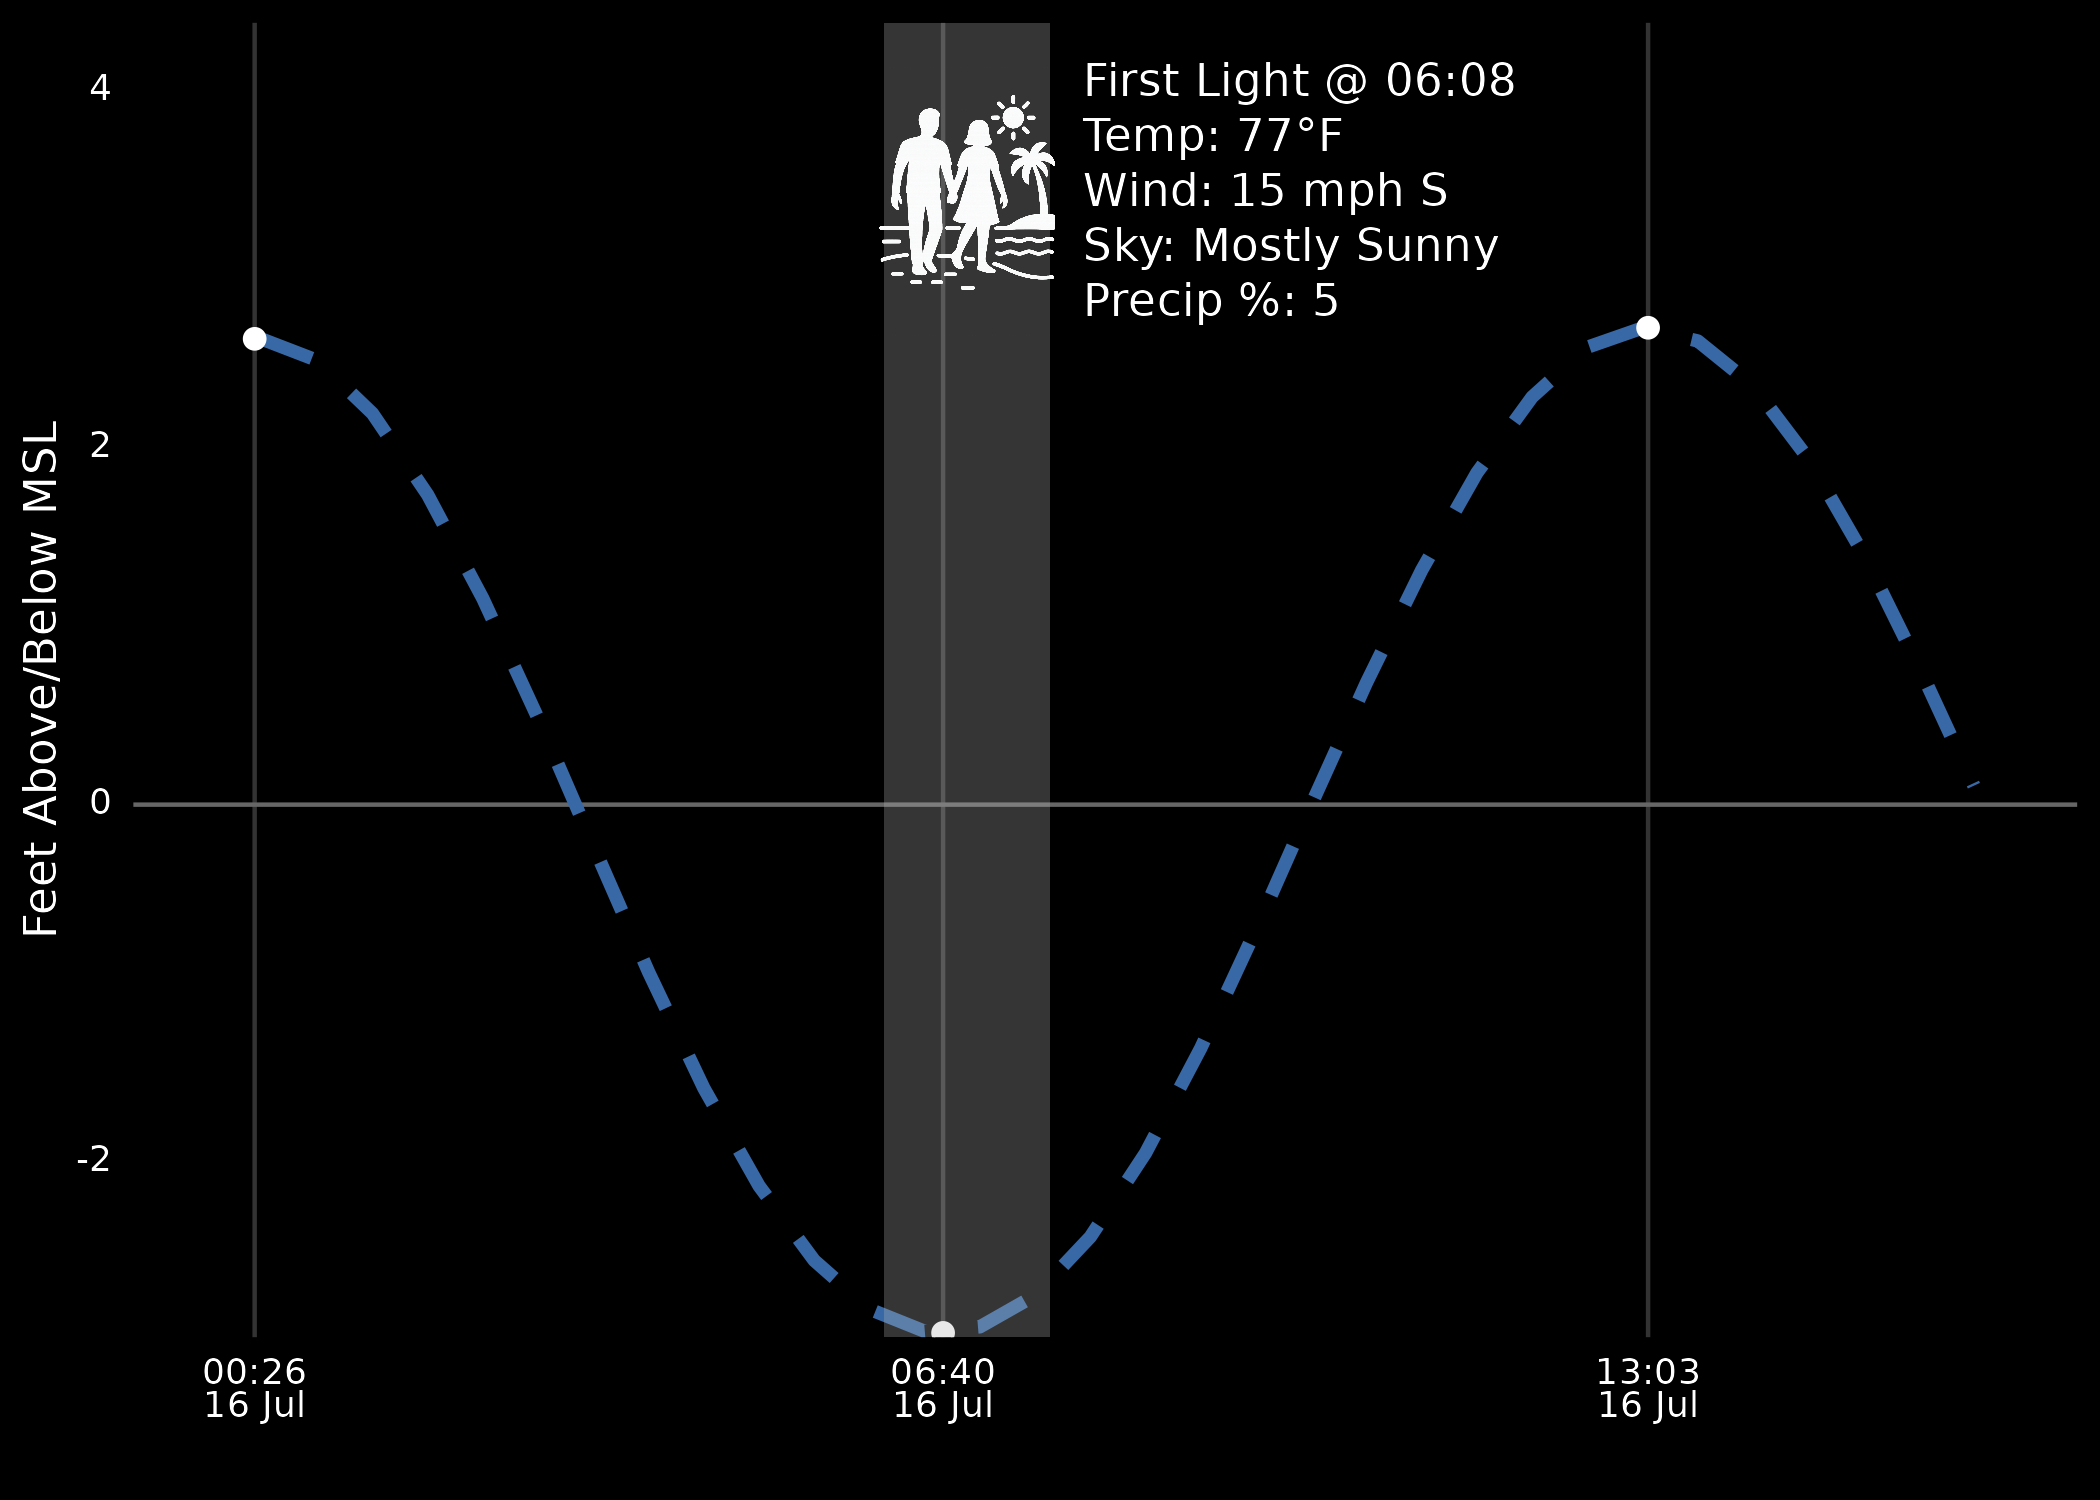 First Light @ 06:08
Temp: 77°F
Wind: 15 mph S
Sky: Mostly Sunny
Precip %: 5
Feet Above/Below MSL
4
2
0
-2
00:26
16 Jul
06:40
16 Jul
13:03
16 Jul